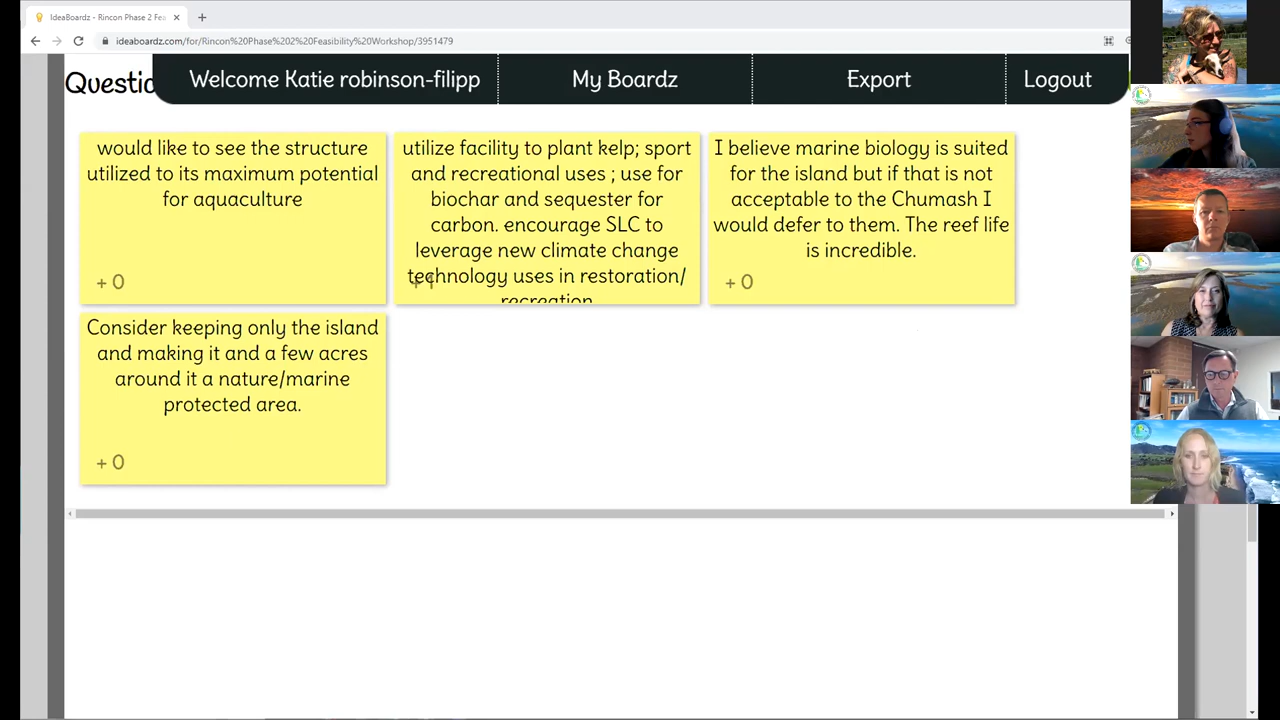 IdeaBoardz - Rincon Phase 2 Fea
ideaboardz.com/for/Rincon%20Phase%202%20Feasibility%20Workshop/3951479
Questio
Welcome Katie robinson-filipp
My Boardz
Export
Logout
would like to see the structure
utilized to its maximum potential
for aquaculture
+ 0
utilize facility to plant kelp; sport
and recreational uses ; use for
biochar and sequester for
carbon. encourage SLC to
leverage new climate change
technology uses in restoration/
recreation
+ 1
I believe marine biology is suited
for the island but if that is not
acceptable to the Chumash I
would defer to them. The reef life
is incredible.
+ 0
Consider keeping only the island
and making it and a few acres
around it a nature/marine
protected area.
+ 0